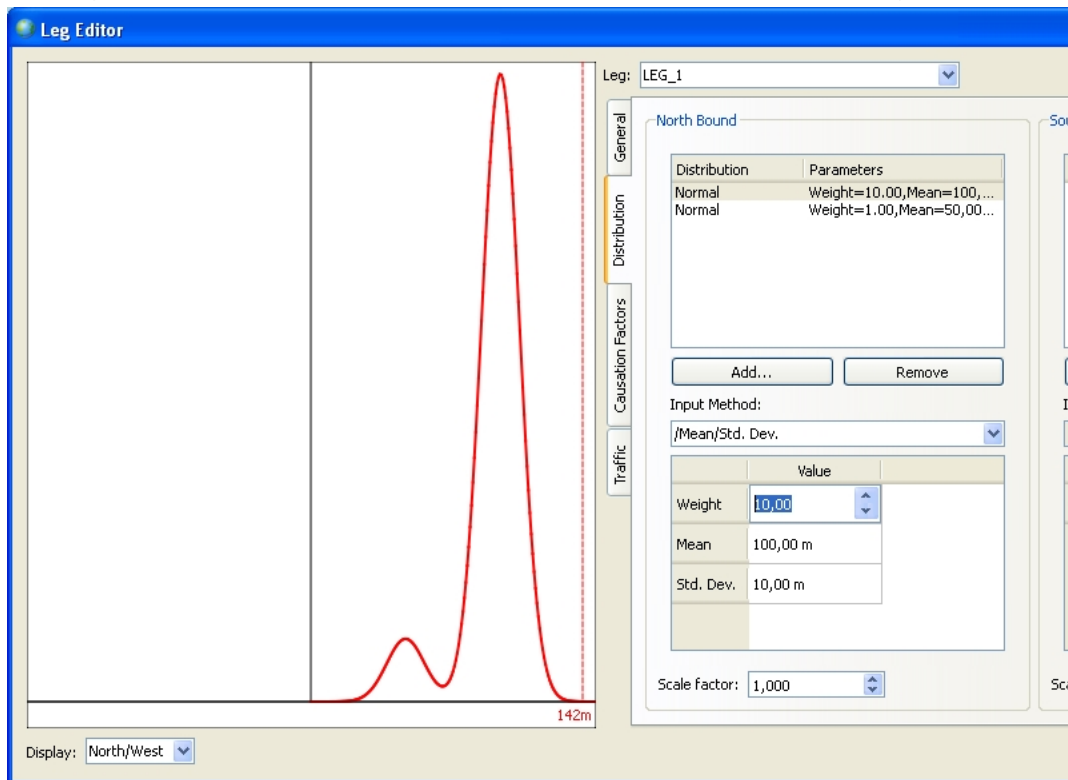 Leg Editor
Leg: LEG_1
General
Distribution
Causation Factors
Traffic
North Bound
Distribution Parameters
Normal Weight=10.00,Mean=100,...
Normal Weight=1.00,Mean=50,00...
Add... Remove
Input Method:
/Mean/Std. Dev.
Value
Weight 10,00
Mean 100,00 m
Std. Dev. 10,00 m
Scale factor: 1,000
142m
Display: North/West